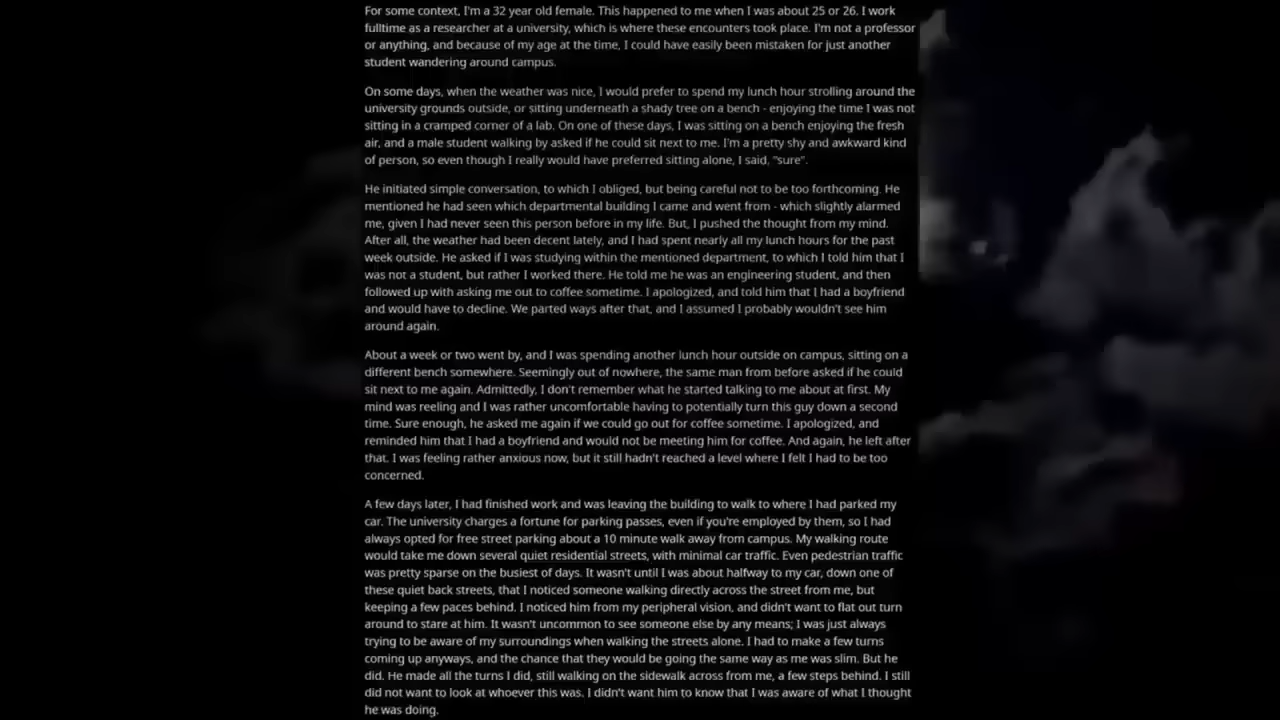 For some context, I'm a 32 year old female. This happened to me when I was about 25 or 26. I work
fulltime as a researcher at a university, which is where these encounters took place. I'm not a professor
or anything, and because of my age at the time, I could have easily been mistaken for just another
student wandering around campus.
On some days, when the weather was nice, I would prefer to spend my lunch hour strolling around the
university grounds outside, or sitting underneath a shady tree on a bench - enjoying the time I was not
sitting in a cramped corner of a lab. On one of these days, I was sitting on a bench enjoying the fresh
air, and a male student walking by asked if he could sit next to me. I'm a pretty shy and awkward kind
of person, so even though I really would have preferred sitting alone, I said, "sure".
He initiated simple conversation, to which I obliged, but being careful not to be too forthcoming. He
mentioned he had seen which departmental building I came and went from - which slightly alarmed
me, given I had never seen this person before in my life. But, I pushed the thought from my mind.
After all, the weather had been decent lately, and I had spent nearly all my lunch hours for the past
week outside. He asked if I was studying within the mentioned department, to which I told him that I
was not a student, but rather I worked there. He told me he was an engineering student, and then
followed up with asking me out to coffee sometime. I apologized, and told him that I had a boyfriend
and would have to decline. We parted ways after that, and I assumed I probably wouldn't see him
around again.
About a week or two went by, and I was spending another lunch hour outside on campus, sitting on a
different bench somewhere. Seemingly out of nowhere, the same man from before asked if he could
sit next to me again. Admittedly, I don't remember what he started talking to me about at first. My
mind was reeling and I was rather uncomfortable having to potentially turn this guy down a second
time. Sure enough, he asked me again if we could go out for coffee sometime. I apologized, and
reminded him that I had a boyfriend and would not be meeting him for coffee. And again, he left after
that. I was feeling rather anxious now, but it still hadn't reached a level where I felt I had to be too
concerned.
A few days later, I had finished work and was leaving the building to walk to where I had parked my
car. The university charges a fortune for parking passes, even if you're employed by them, so I had
always opted for free street parking about a 10 minute walk away from campus. My walking route
would take me down several quiet residential streets, with minimal car traffic. Even pedestrian traffic
was pretty sparse on the busiest of days. It wasn't until I was about halfway to my car, down one of
these quiet back streets, that I noticed someone walking directly across the street from me, but
keeping a few paces behind. I noticed him from my peripheral vision, and didn't want to flat out turn
around to stare at him. It wasn't uncommon to see someone else by any means; I was just always
trying to be aware of my surroundings when walking the streets alone. I had to make a few turns
coming up anyways, and the chance that they would be going the same way as me was slim. But he
did. He made all the turns I did, still walking on the sidewalk across from me, a few steps behind. I still
did not want to look at whoever this was. I didn't want him to know that I was aware of what I thought
he was doing.